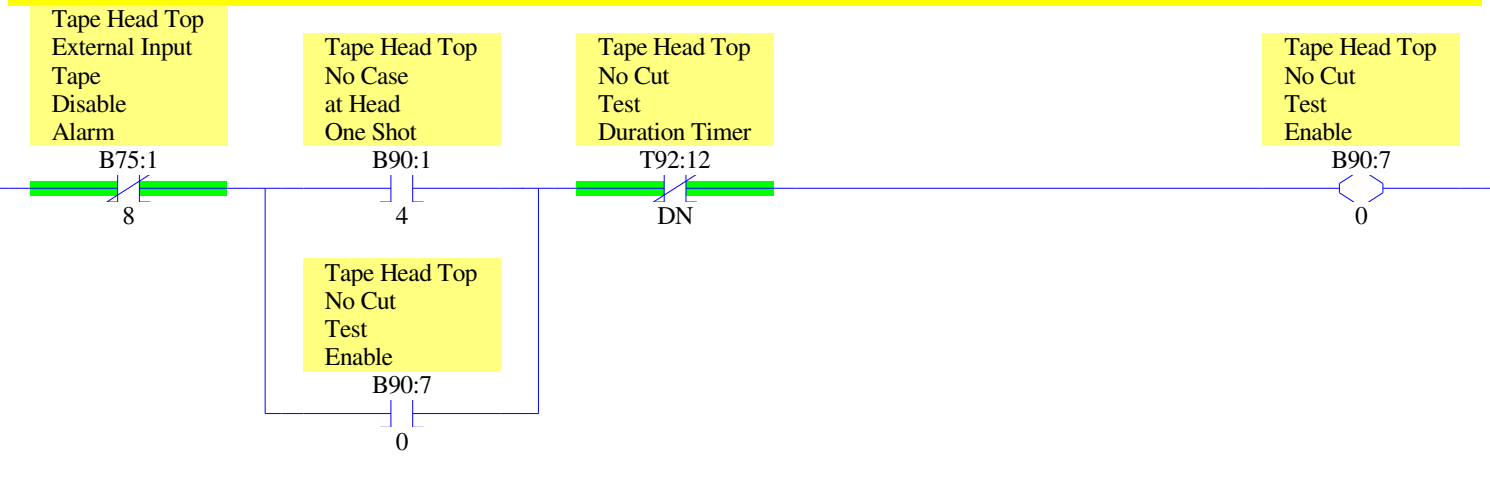 Tape Head Top
External Input
Tape
Disable
Alarm
B75:1
8
Tape Head Top
No Case
at Head
One Shot
B90:1
4
Tape Head Top
No Cut
Test
Duration Timer
T92:12
DN
Tape Head Top
No Cut
Test
Enable
B90:7
0
Tape Head Top
No Cut
Test
Enable
B90:7
0